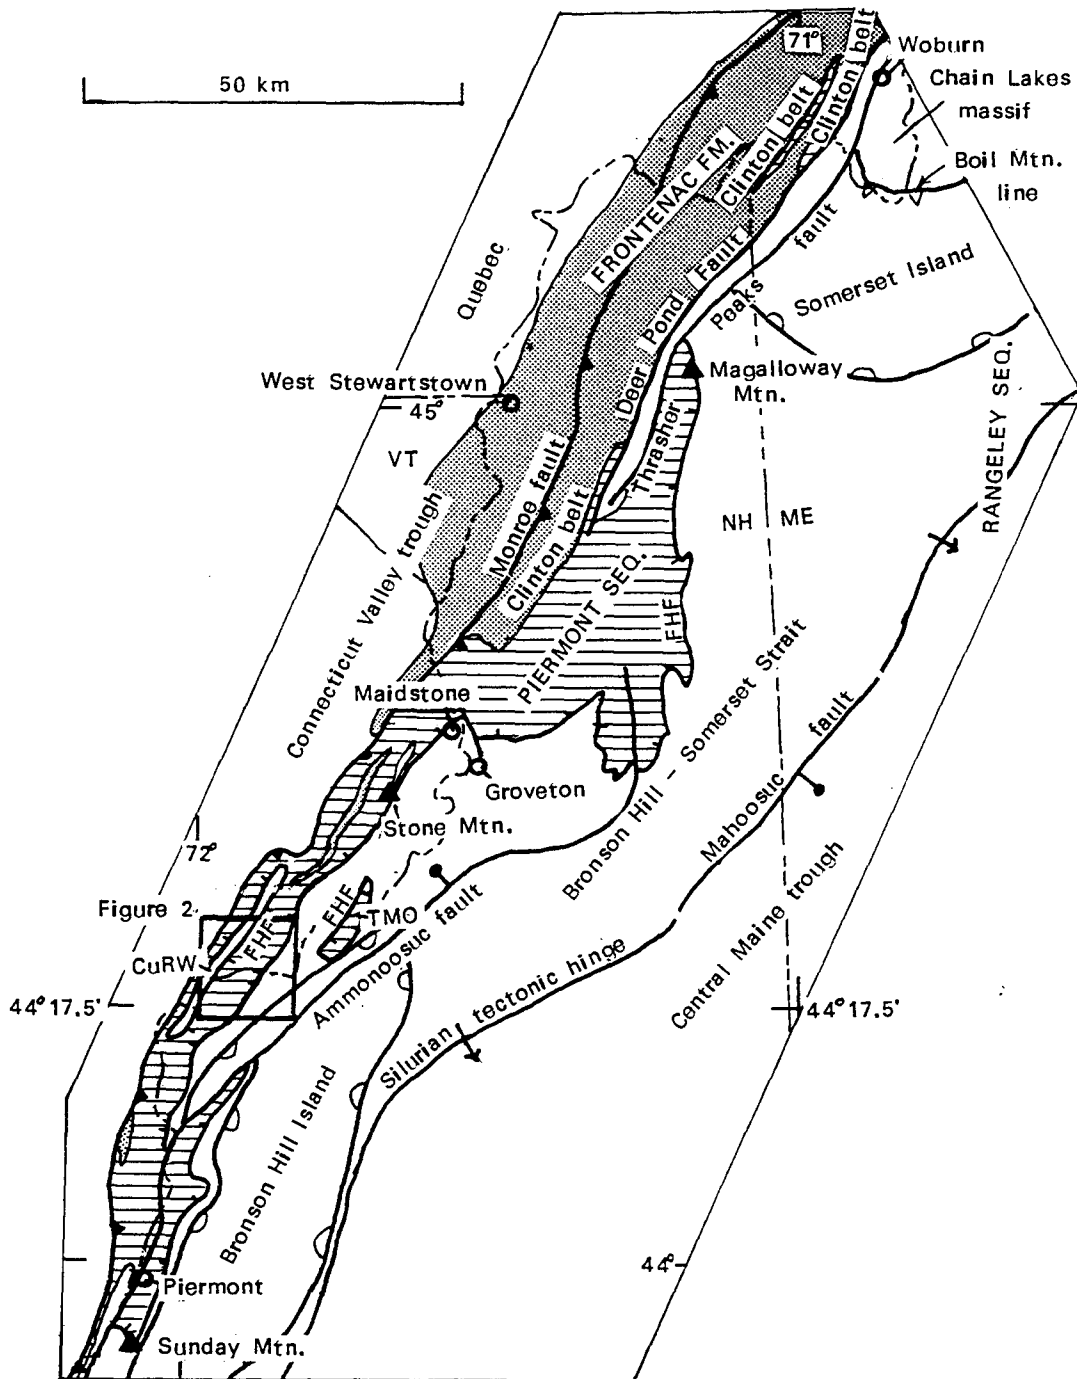 71°
Clinton belt
Woburn
50 km
Chain Lakes
massif
Clinton belt
FRONTENAC FM.
Boil Mtn.
line
Quebec
fault
Somerset Island
Deer Pond Fault
Peaks
West Stewartstown
45°
Magalloway
Mtn.
RANGELEY SEQ.
VT
Thrasher
Monroe fault
NH
ME
Connecticut Valley trough
Clinton belt
FHF
PIERMONT SEQ.
Maidstone
Bronson Hill - Somerset Strait
Groveton
Stone Mtn.
72°
Mahoosuc fault
Figure 2
FHF
FHF
TMO
CuRW
Ammonoosuc fault
Central Maine trough
44° 17.5'
44° 17.5'
Silurian tectonic hinge
Bronson Hill Island
44°
Piermont
Sunday Mtn.